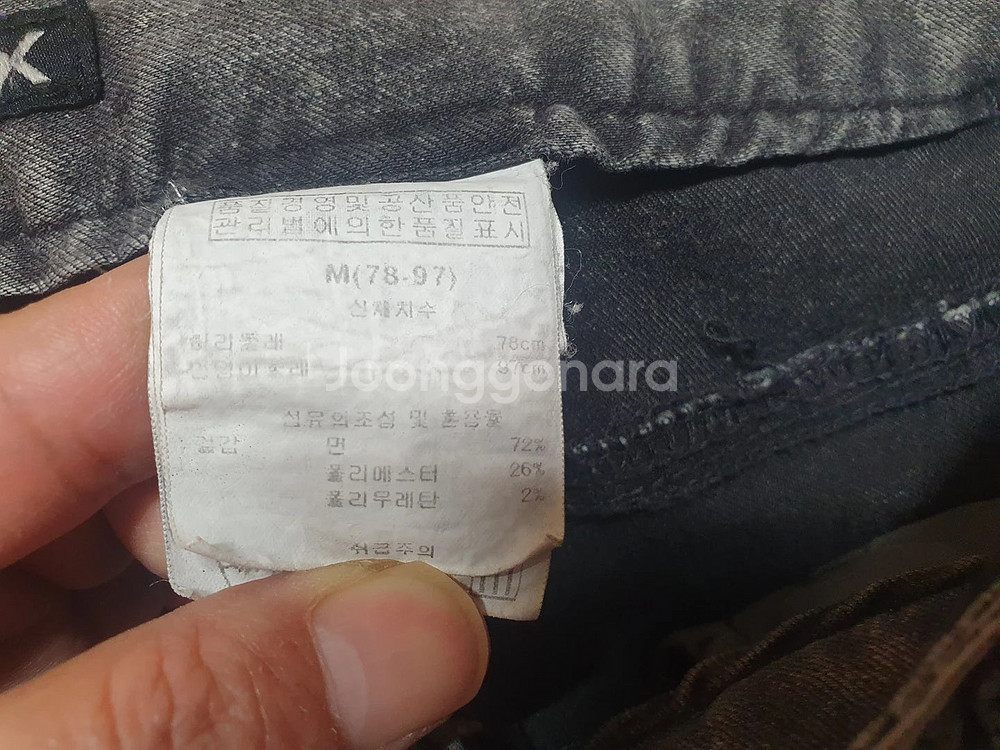 품질경영및공산품안전
관리법에의한품질표시
M(78-97)
신체치수
허리둘레 78cm
엉덩이둘레 97cm
Joonggonara
섬유의조성 및 혼용율
겉감 면 72%
폴리에스터 26%
폴리우레탄 2%
취급주의